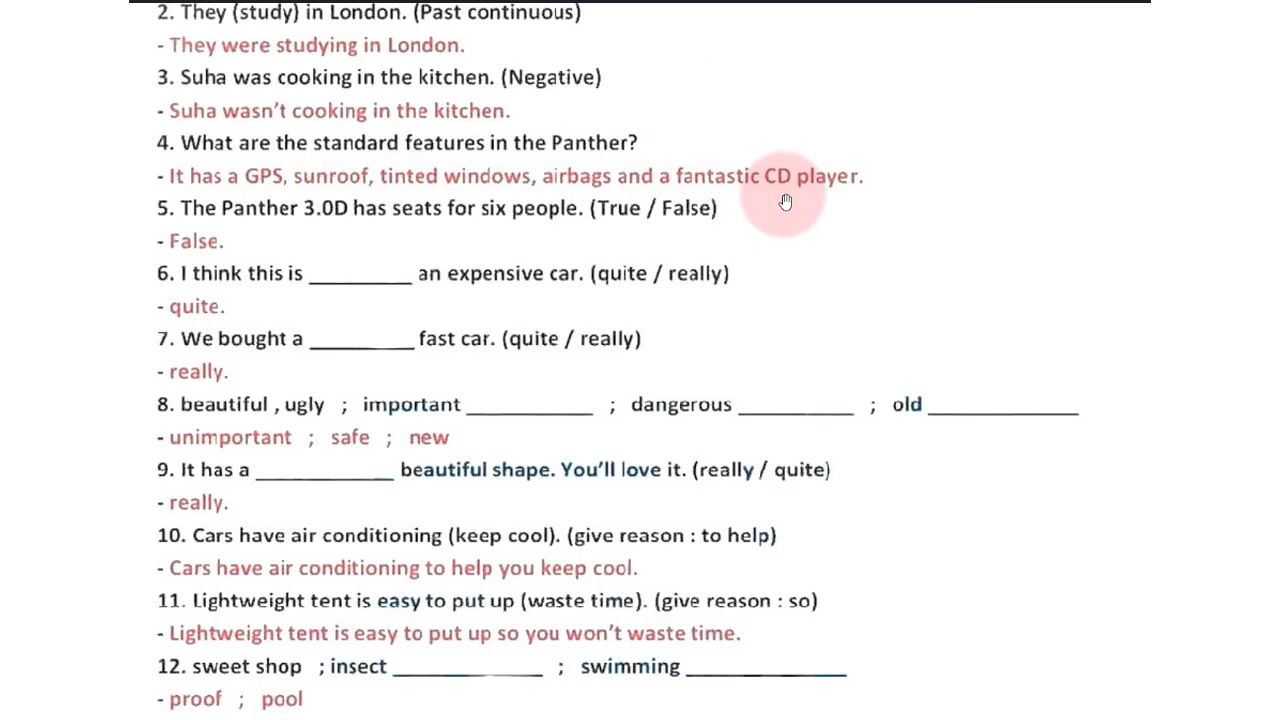 2. They (study) in London. (Past continuous)
- They were studying in London.
3. Suha was cooking in the kitchen. (Negative)
- Suha wasn't cooking in the kitchen.
4. What are the standard features in the Panther?
- It has a GPS, sunroof, tinted windows, airbags and a fantastic CD player.
5. The Panther 3.0D has seats for six people. (True / False)
- False.
6. I think this is _________ an expensive car. (quite / really)
- quite.
7. We bought a _________ fast car. (quite / really)
- really.
8. beautiful , ugly ; important ___________ ; dangerous __________ ; old _____________
- unimportant ; safe ; new
9. It has a ____________ beautiful shape. You'll love it. (really / quite)
- really.
10. Cars have air conditioning (keep cool). (give reason : to help)
- Cars have air conditioning to help you keep cool.
11. Lightweight tent is easy to put up (waste time). (give reason : so)
- Lightweight tent is easy to put up so you won't waste time.
12. sweet shop ; insect _____________ ; swimming ______________
- proof ; pool